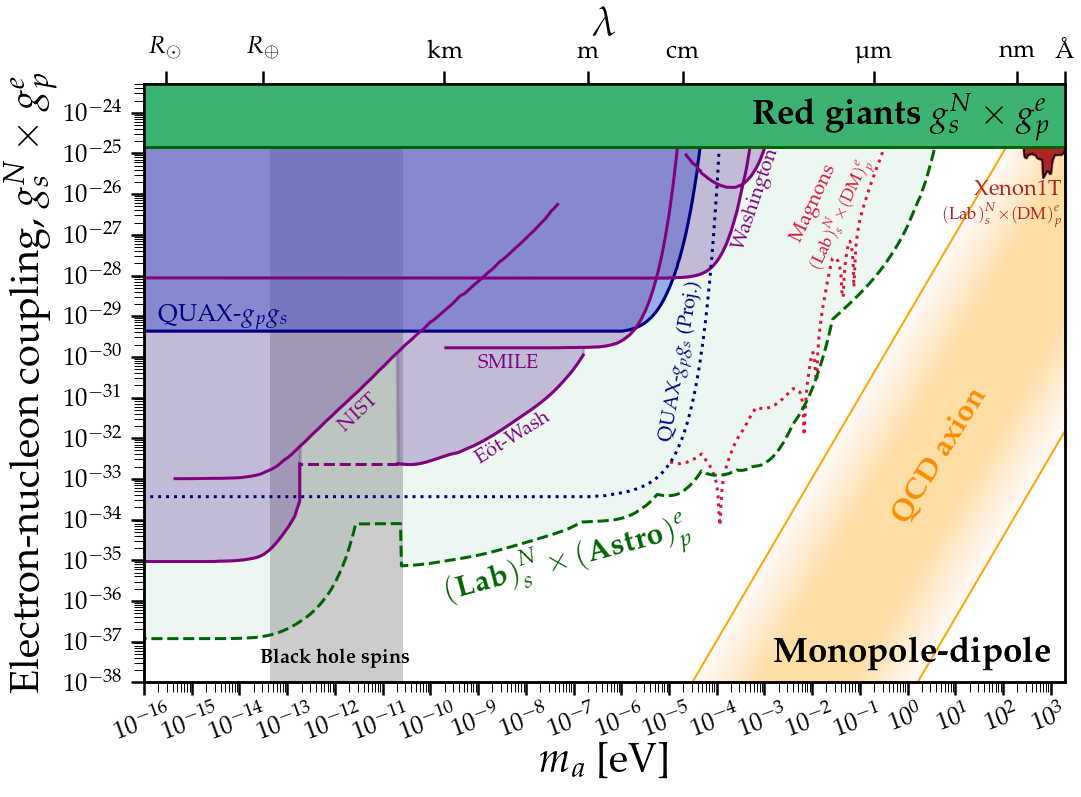 λ
R⊙ R⊕ km m cm μm nm Å
Electron-nucleon coupling, g_s^N × g_p^e
10^−24
10^−25
10^−26
10^−27
10^−28
10^−29
10^−30
10^−31
10^−32
10^−33
10^−34
10^−35
10^−36
10^−37
10^−38
Red giants g_s^N × g_p^e
Xenon1T
(Lab)_s^N×(DM)_p^e
Washington
Magnons
(Lab)_s^N×(DM)_p^e
QUAX-g_pg_s
QUAX-g_pg_s (Proj.)
SMILE
NIST
Eöt-Wash
(Lab)_s^N × (Astro)_p^e
QCD axion
Black hole spins
Monopole-dipole
10^−16 10^−15 10^−14 10^−13 10^−12 10^−11 10^−10 10^−9 10^−8 10^−7 10^−6 10^−5 10^−4 10^−3 10^−2 10^−1 10^0 10^1 10^2 10^3
m_a [eV]